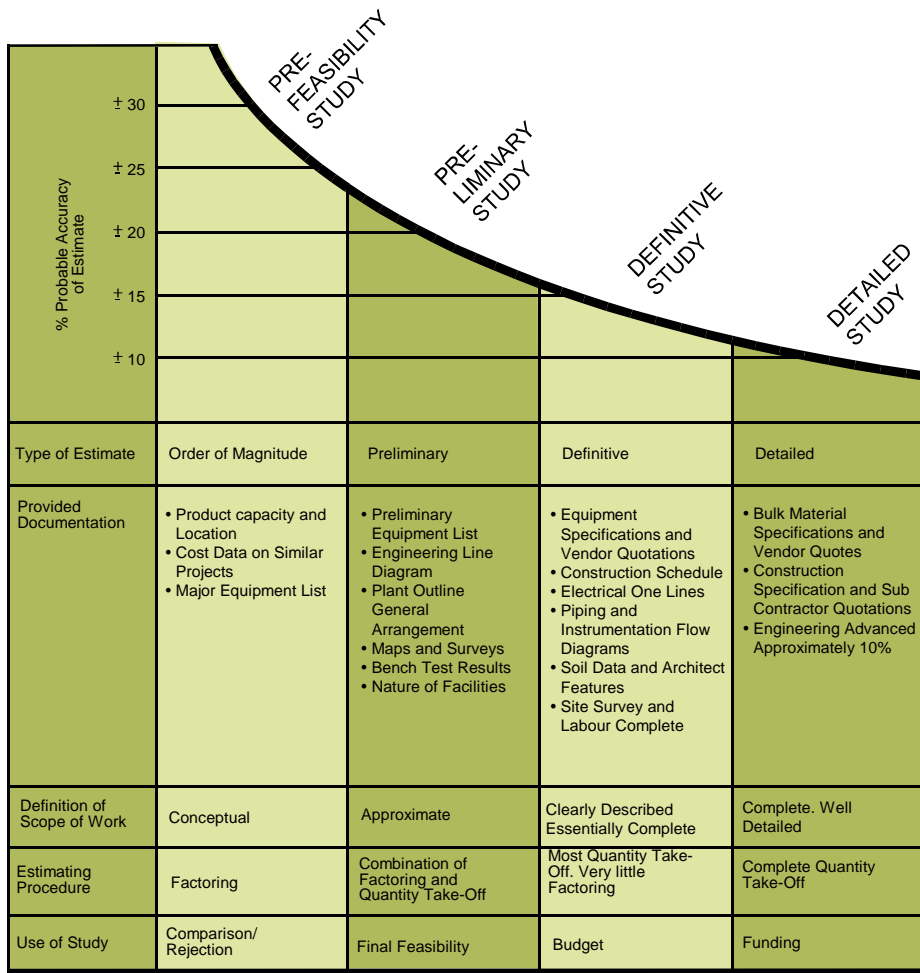 PRE-
FEASIBILITY
STUDY
PRE-
LIMINARY
STUDY
DEFINITIVE
STUDY
DETAILED
STUDY
% Probable Accuracy
of Estimate
± 30
± 25
± 20
± 15
± 10
Type of Estimate
Order of Magnitude
Preliminary
Definitive
Detailed
Provided
Documentation
• Product capacity and
Location
• Cost Data on Similar
Projects
• Major Equipment List
• Preliminary
Equipment List
• Engineering Line
Diagram
• Plant Outline
General
Arrangement
• Maps and Surveys
• Bench Test Results
• Nature of Facilities
• Equipment
Specifications and
Vendor Quotations
• Construction Schedule
• Electrical One Lines
• Piping and
Instrumentation Flow
Diagrams
• Soil Data and Architect
Features
• Site Survey and
Labour Complete
• Bulk Material
Specifications and
Vendor Quotes
• Construction
Specification and Sub
Contractor Quotations
• Engineering Advanced
Approximately 10%
Definition of
Scope of Work
Conceptual
Approximate
Clearly Described
Essentially Complete
Complete. Well
Detailed
Estimating
Procedure
Factoring
Combination of
Factoring and
Quantity Take-Off
Most Quantity Take-
Off. Very little
Factoring
Complete Quantity
Take-Off
Use of Study
Comparison/
Rejection
Final Feasibility
Budget
Funding